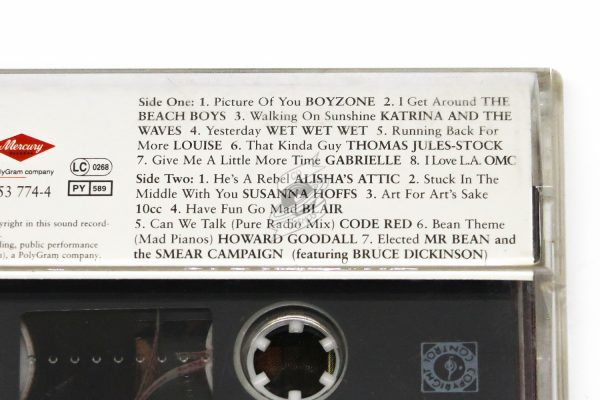 Side One: 1. Picture Of You BOYZONE 2. I Get Around THE
BEACH BOYS 3. Walking On Sunshine KATRINA AND THE
WAVES 4. Yesterday WET WET WET 5. Running Back For
More LOUISE 6. That Kinda Guy THOMAS JULES-STOCK
7. Give Me A Little More Time GABRIELLE 8. I Love L.A. OMC
Side Two: 1. He's A Rebel ALISHA'S ATTIC 2. Stuck In The
Middle With You SUSANNA HOFFS 3. Art For Art's Sake
10cc 4. Have Fun Go Mad BLAIR
5. Can We Talk (Pure Radio Mix) CODE RED 6. Bean Theme
(Mad Pianos) HOWARD GOODALL 7. Elected MR BEAN and
the SMEAR CAMPAIGN (featuring BRUCE DICKINSON)
Mercury
PolyGram company
LC 0268
53 774-4
PY 589
copyright in this sound record-
ding, public performance
a PolyGram company.
COPYRIGHT CONTROL